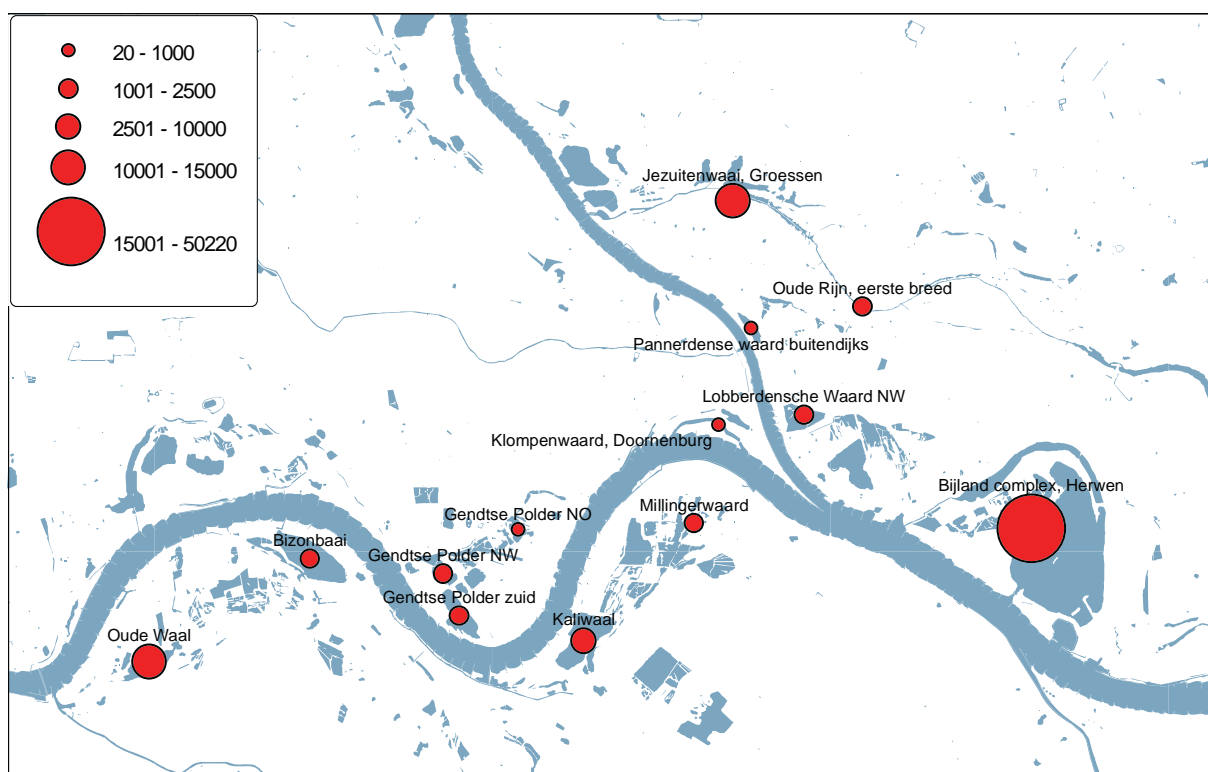 20 - 1000
1001 - 2500
2501 - 10000
10001 - 15000
15001 - 50220
Jezuitenwaai, Groessen
Oude Rijn, eerste breed
Pannerdense waard buitendijks
Lobberdensche Waard NW
Klompenwaard, Doornenburg
Bijland complex, Herwen
Millingerwaard
Gendtse Polder NO
Bizonbaai
Gendtse Polder NW
Gendtse Polder zuid
Kaliwaal
Oude Waal